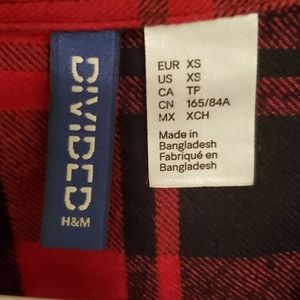 DIVIDED
H&M
EUR XS
US XS
CA TP
CN 165/84A
MX XCH
Made in
Bangladesh
Fabriqué en
Bangladesh